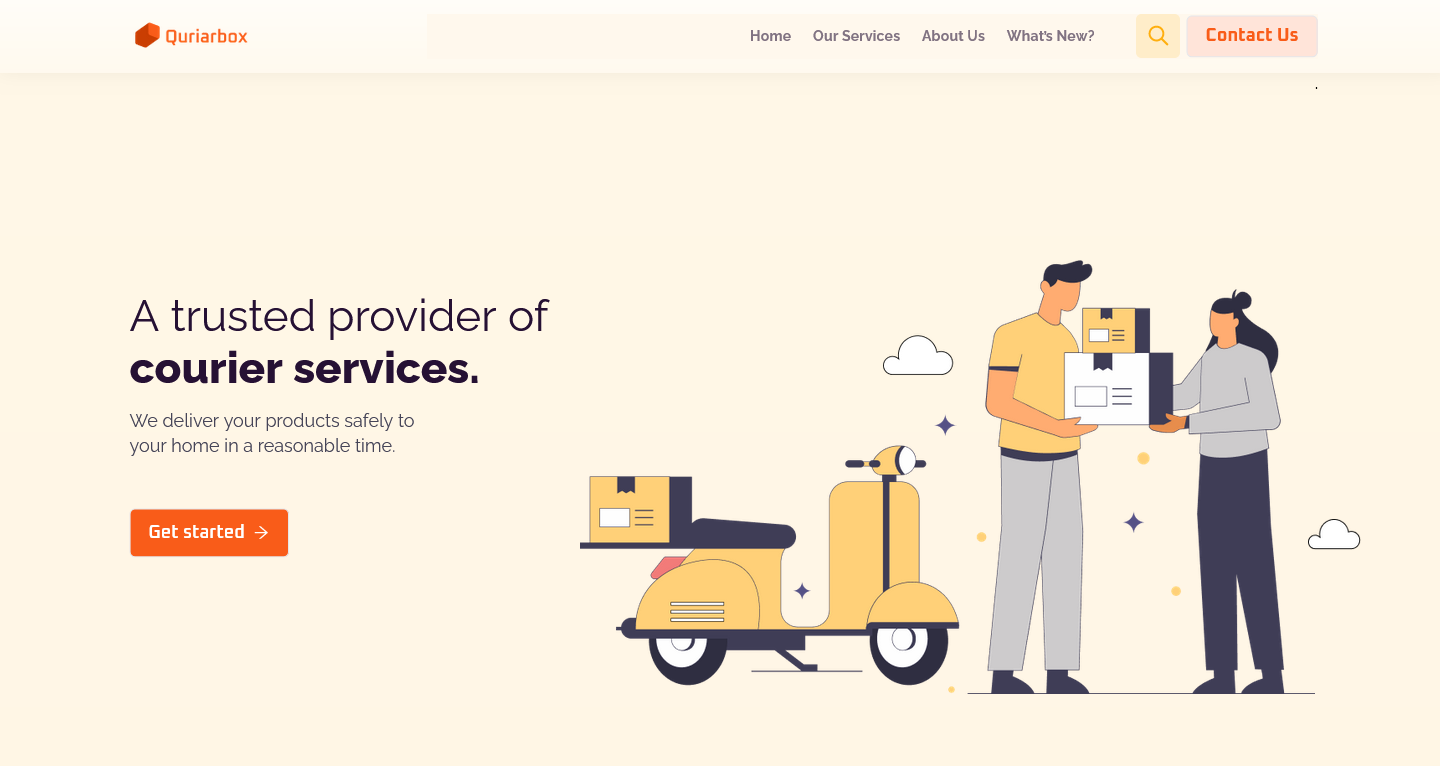 Quriarbox
Home Our Services About Us What's New?
Contact Us
A trusted provider of
courier services.
We deliver your products safely to
your home in a reasonable time.
Get started